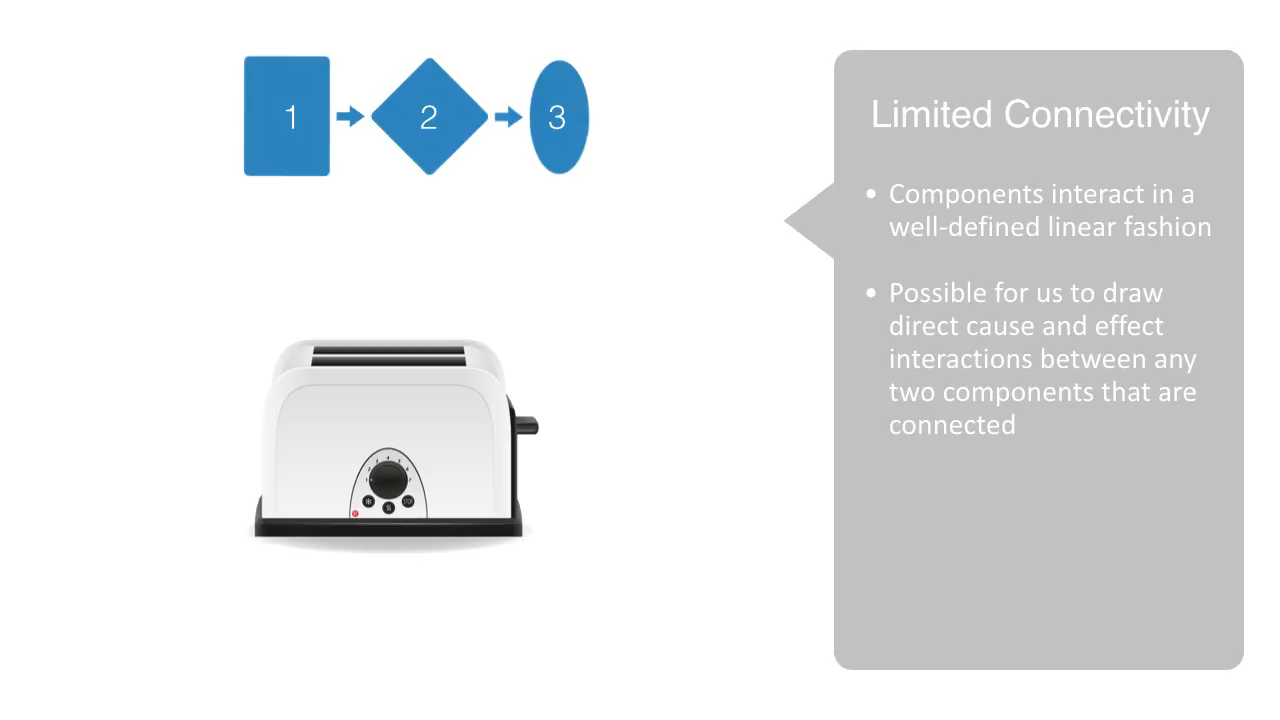 1
2
3
Limited Connectivity
• Components interact in a
well-defined linear fashion
• Possible for us to draw
direct cause and effect
interactions between any
two components that are
connected
STOP